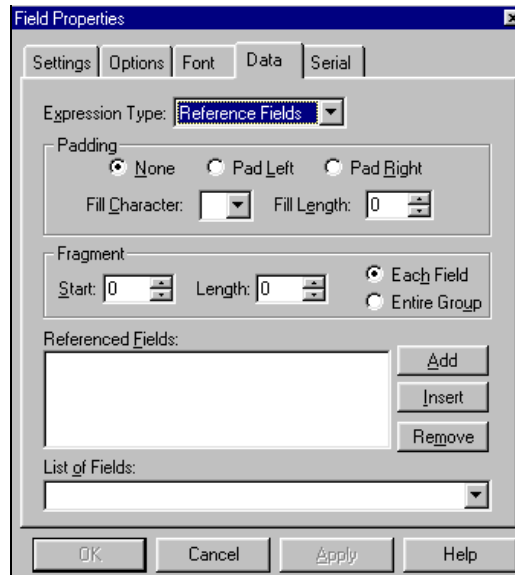 Field Properties
Settings Options Font Data Serial
Expression Type: Reference Fields
Padding
None Pad Left Pad Right
Fill Character: Fill Length: 0
Fragment
Start: 0 Length: 0 Each Field
Entire Group
Referenced Fields:
Add
Insert
Remove
List of Fields:
OK Cancel Apply Help